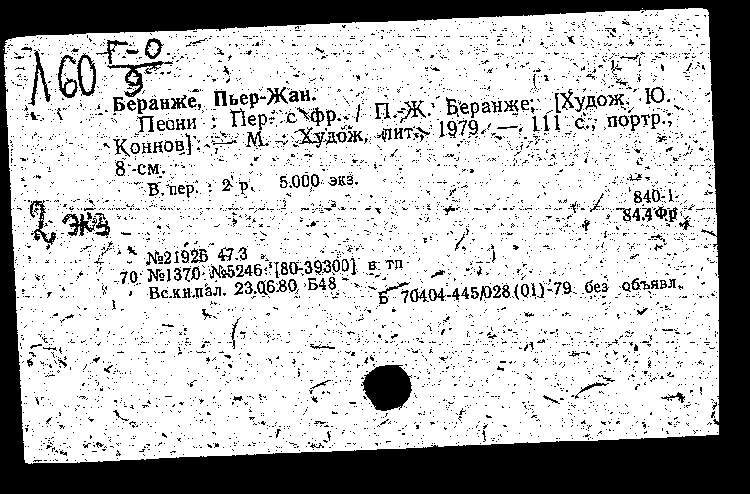 Л60 Г-0
9
Беранже, Пьер-Жан.
Песни : Пер. с фр. / П.-Ж. Беранже; [Худож. Ю.
Коннов]. — М. : Худож. лит., 1979. — 111 с., портр.;
8 см.
В пер. : 2 р. 5.000 экз.
840-1
84.4Фр
2 экз
№2192Б 47.3
70 №1370 №5246 [80-39300] в тп
Вс.кн.пал. 23.06.80 Б48
Б 70404-445/028(01)-79 без объявл.